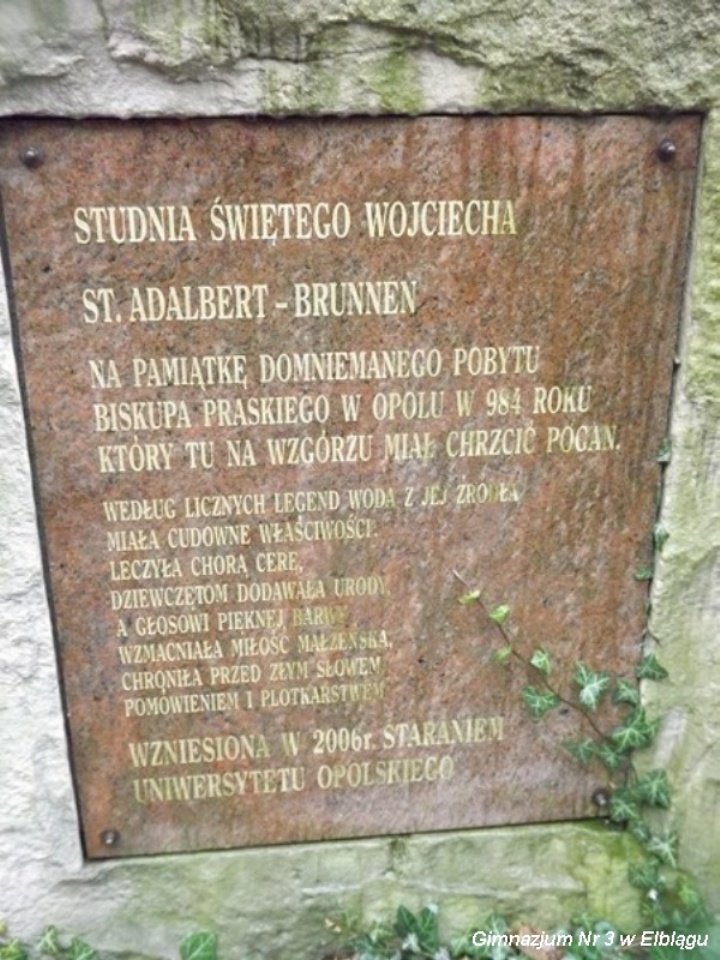 STUDNIA ŚWIĘTEGO WOJCIECHA
ST. ADALBERT – BRUNNEN
NA PAMIĄTKĘ DOMNIEMANEGO POBYTU
BISKUPA PRASKIEGO W OPOLU W 984 ROKU
KTÓRY TU NA WZGÓRZU MIAŁ CHRZCIĆ POGAN.
WEDŁUG LICZNYCH LEGEND WODA Z JEJ ŹRÓDŁA
MIAŁA CUDOWNE WŁAŚCIWOŚCI:
LECZYŁA CHORĄ CERĘ,
DZIEWCZĘTOM DODAWAŁA URODY,
A GŁOSOWI PIĘKNEJ BARWY
WZMACNIAŁA MIŁOŚĆ MAŁŻEŃSKĄ,
CHRONIŁA PRZED ZŁYM SŁOWEM,
POMÓWIENIEM I PLOTKARSTWEM
WZNIESIONA W 2006r. STARANIEM
UNIWERSYTETU OPOLSKIEGO
Gimnazjum Nr 3 w Elblągu